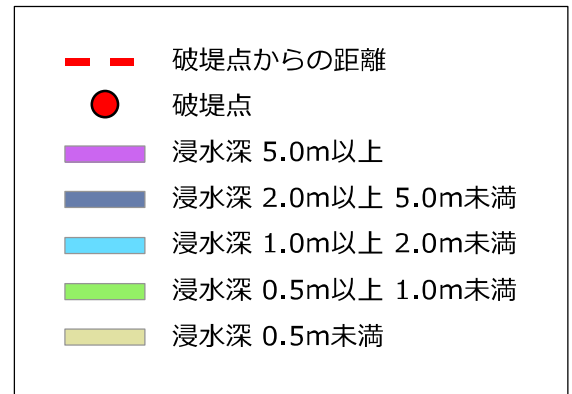 破堤点からの距離
破堤点
浸水深 5.0m以上
浸水深 2.0m以上 5.0m未満
浸水深 1.0m以上 2.0m未満
浸水深 0.5m以上 1.0m未満
浸水深 0.5m未満